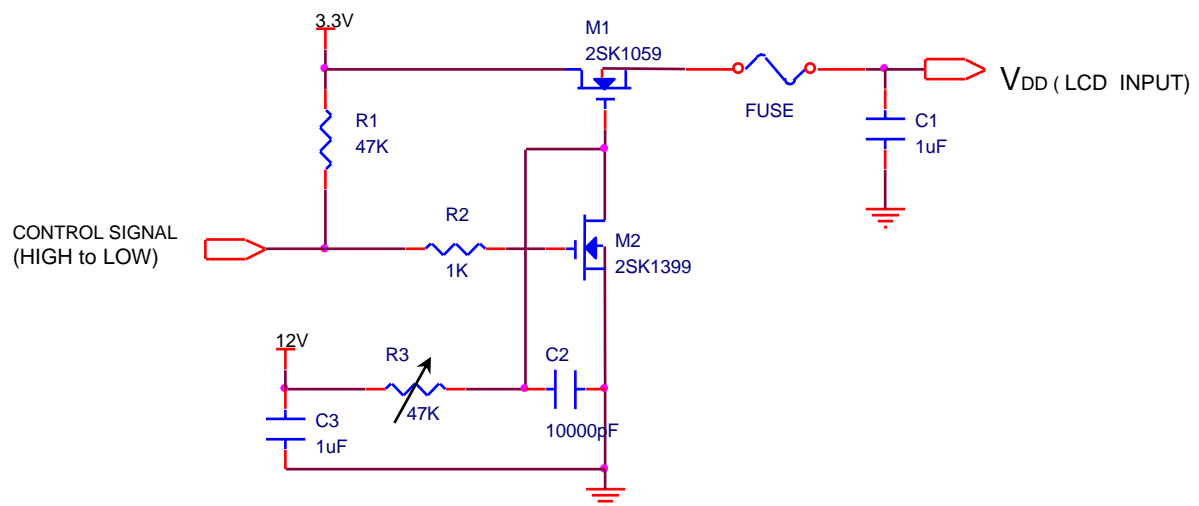 3.3V
M1
2SK1059
R1
47K
FUSE
VDD ( LCD INPUT)
C1
1uF
CONTROL SIGNAL
(HIGH to LOW)
R2
1K
M2
2SK1399
12V
R3
47K
C2
10000pF
C3
1uF